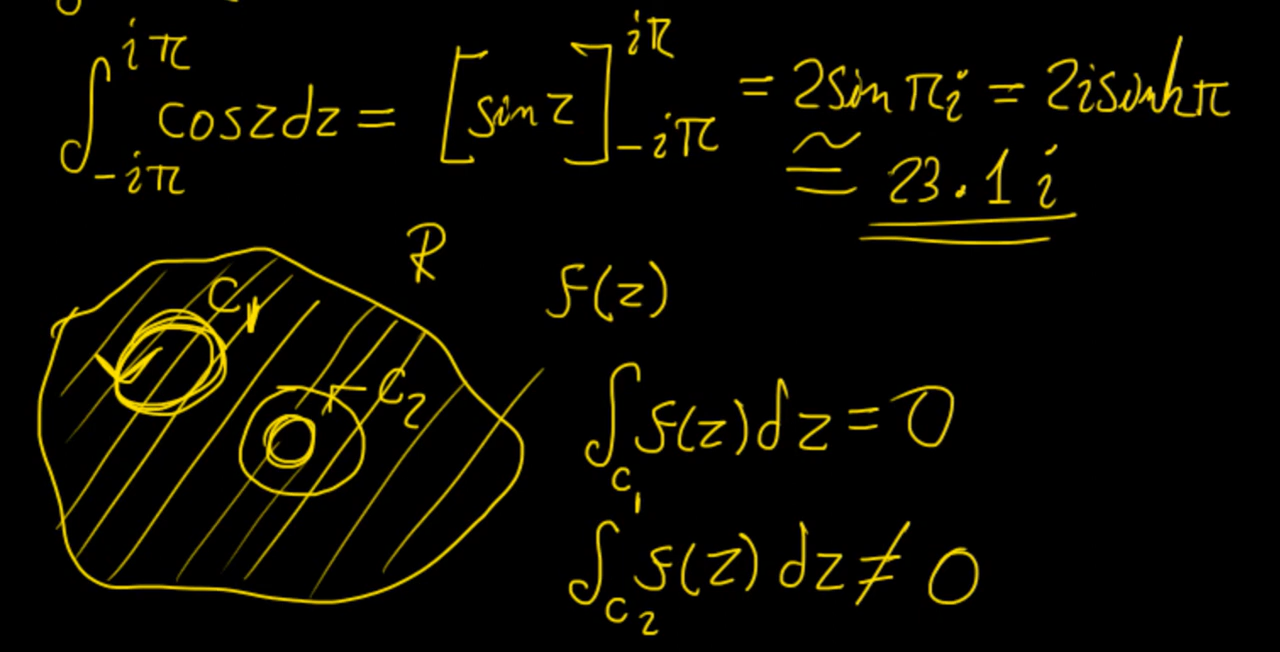 ∫_{-iπ}^{iπ} cos z dz = [sin z]_{-iπ}^{iπ} = 2 sin πi = 2i sinh π
≅ 23.1 i
R
C₁
f(z)
C₂
∫_{C₁} f(z) dz = 0
∫_{C₂} f(z) dz ≠ 0